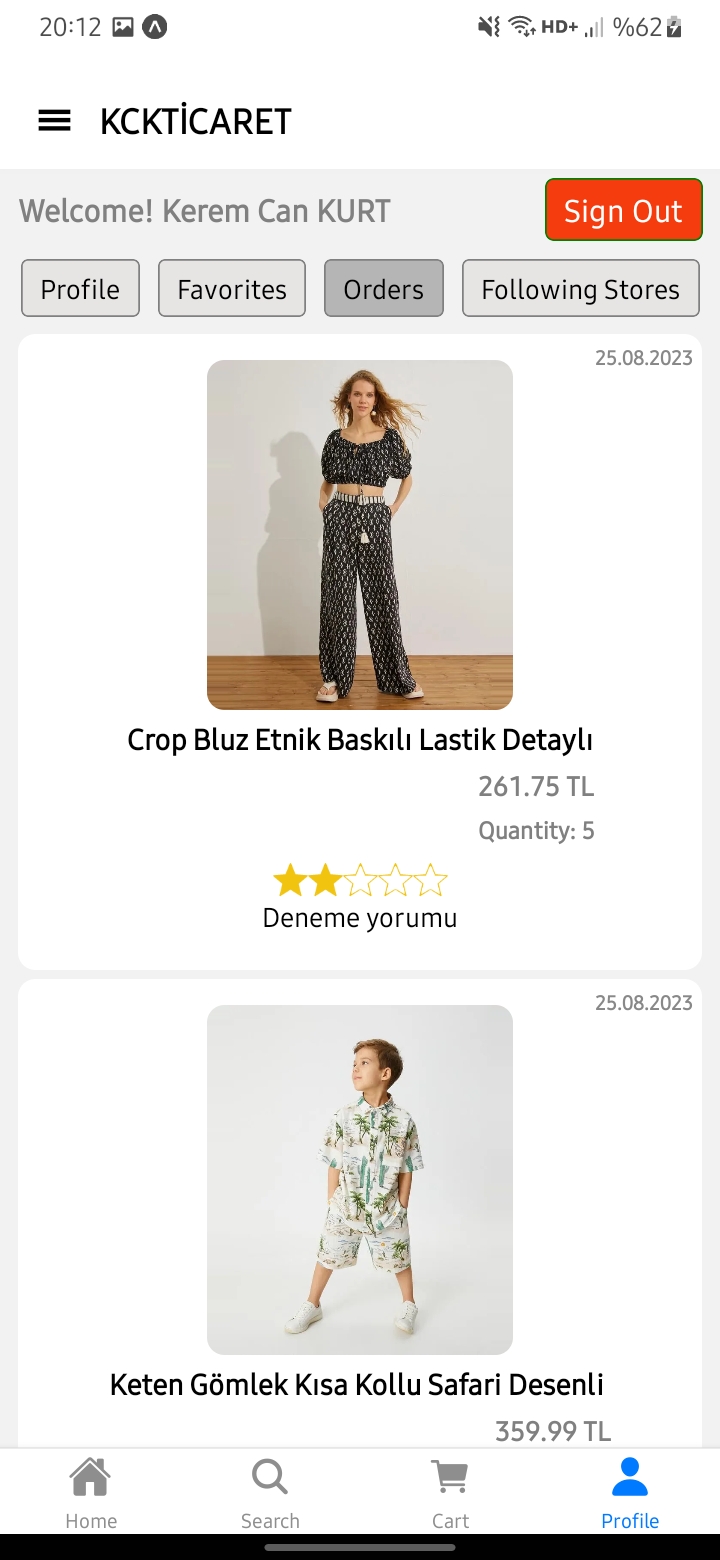 20:12 HD+ %62
KCKTİCARET
Welcome! Kerem Can KURT
Sign Out
Profile Favorites Orders Following Stores
25.08.2023
Crop Bluz Etnik Baskılı Lastik Detaylı
261.75 TL
Quantity: 5
Deneme yorumu
25.08.2023
Keten Gömlek Kısa Kollu Safari Desenli
359.99 TL
Home Search Cart Profile